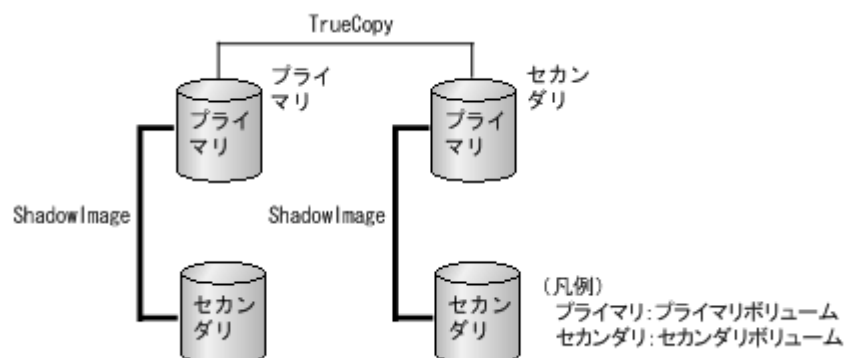 TrueCopy
プライ
マリ
セカン
ダリ
プライ
マリ
プライ
マリ
ShadowImage
ShadowImage
セカン
ダリ
セカン
ダリ
(凡例)
プライマリ:プライマリボリューム
セカンダリ:セカンダリボリューム